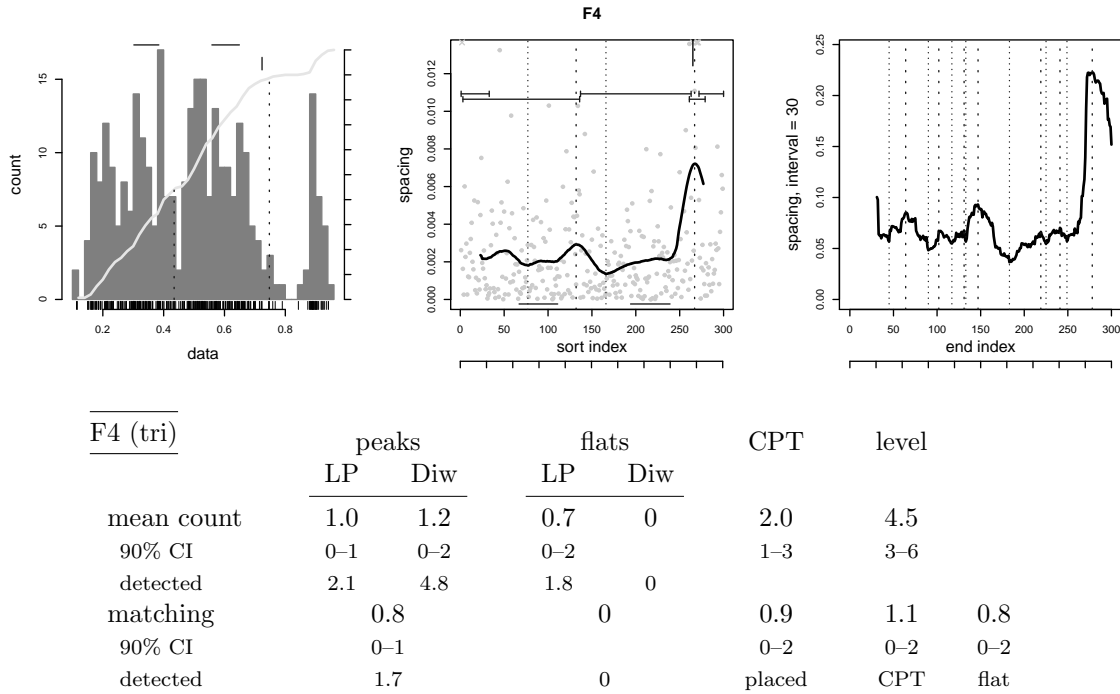 F4
count
0
5
10
15
0.2
0.4
0.6
0.8
data
spacing
0.000
0.002
0.004
0.006
0.008
0.010
0.012
0
50
100
150
200
250
300
sort index
spacing, interval = 30
0.00
0.05
0.10
0.15
0.20
0.25
0
50
100
150
200
250
300
end index
F4 (tri)
peaks flats CPT level
LP Diw LP Diw
mean count 1.0 1.2 0.7 0 2.0 4.5
90% CI 0–1 0–2 0–2 1–3 3–6
detected 2.1 4.8 1.8 0
matching 0.8 0 0.9 1.1 0.8
90% CI 0–1 0–2 0–2 0–2
detected 1.7 0 placed CPT flat